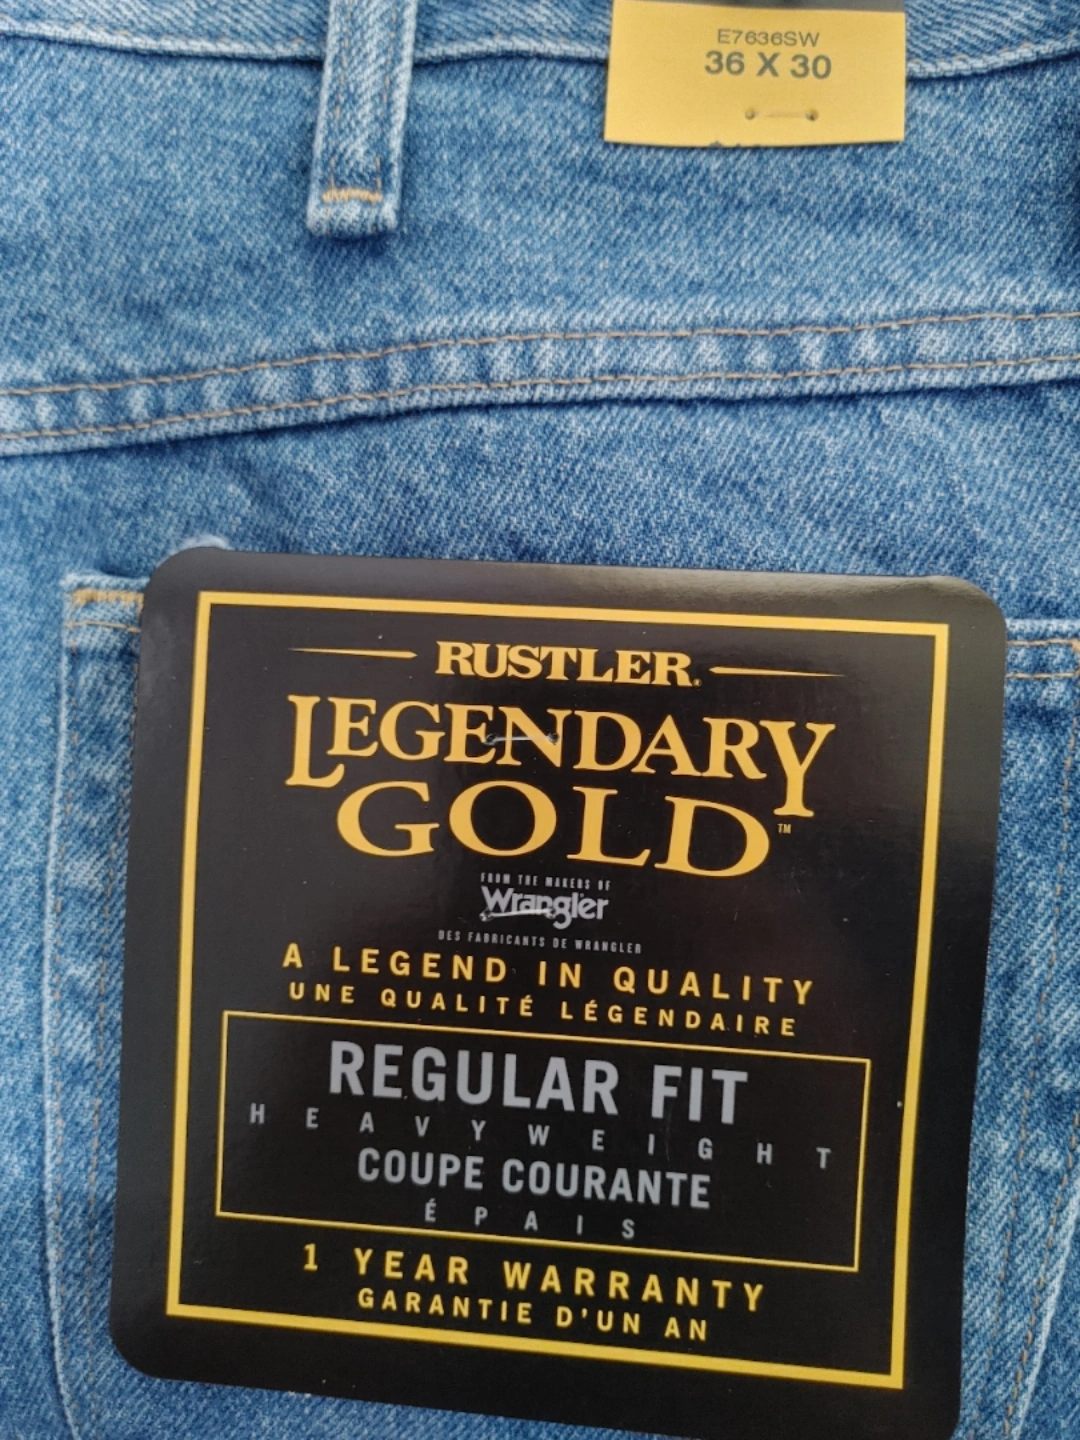 E7636SW
36 X 30
RUSTLER®
LEGENDARY
GOLD™
FROM THE MAKERS OF
Wrangler
DES FABRICANTS DE WRANGLER
A LEGEND IN QUALITY
UNE QUALITÉ LÉGENDAIRE
REGULAR FIT
HEAVYWEIGHT
COUPE COURANTE
ÉPAIS
1 YEAR WARRANTY
GARANTIE D'UN AN